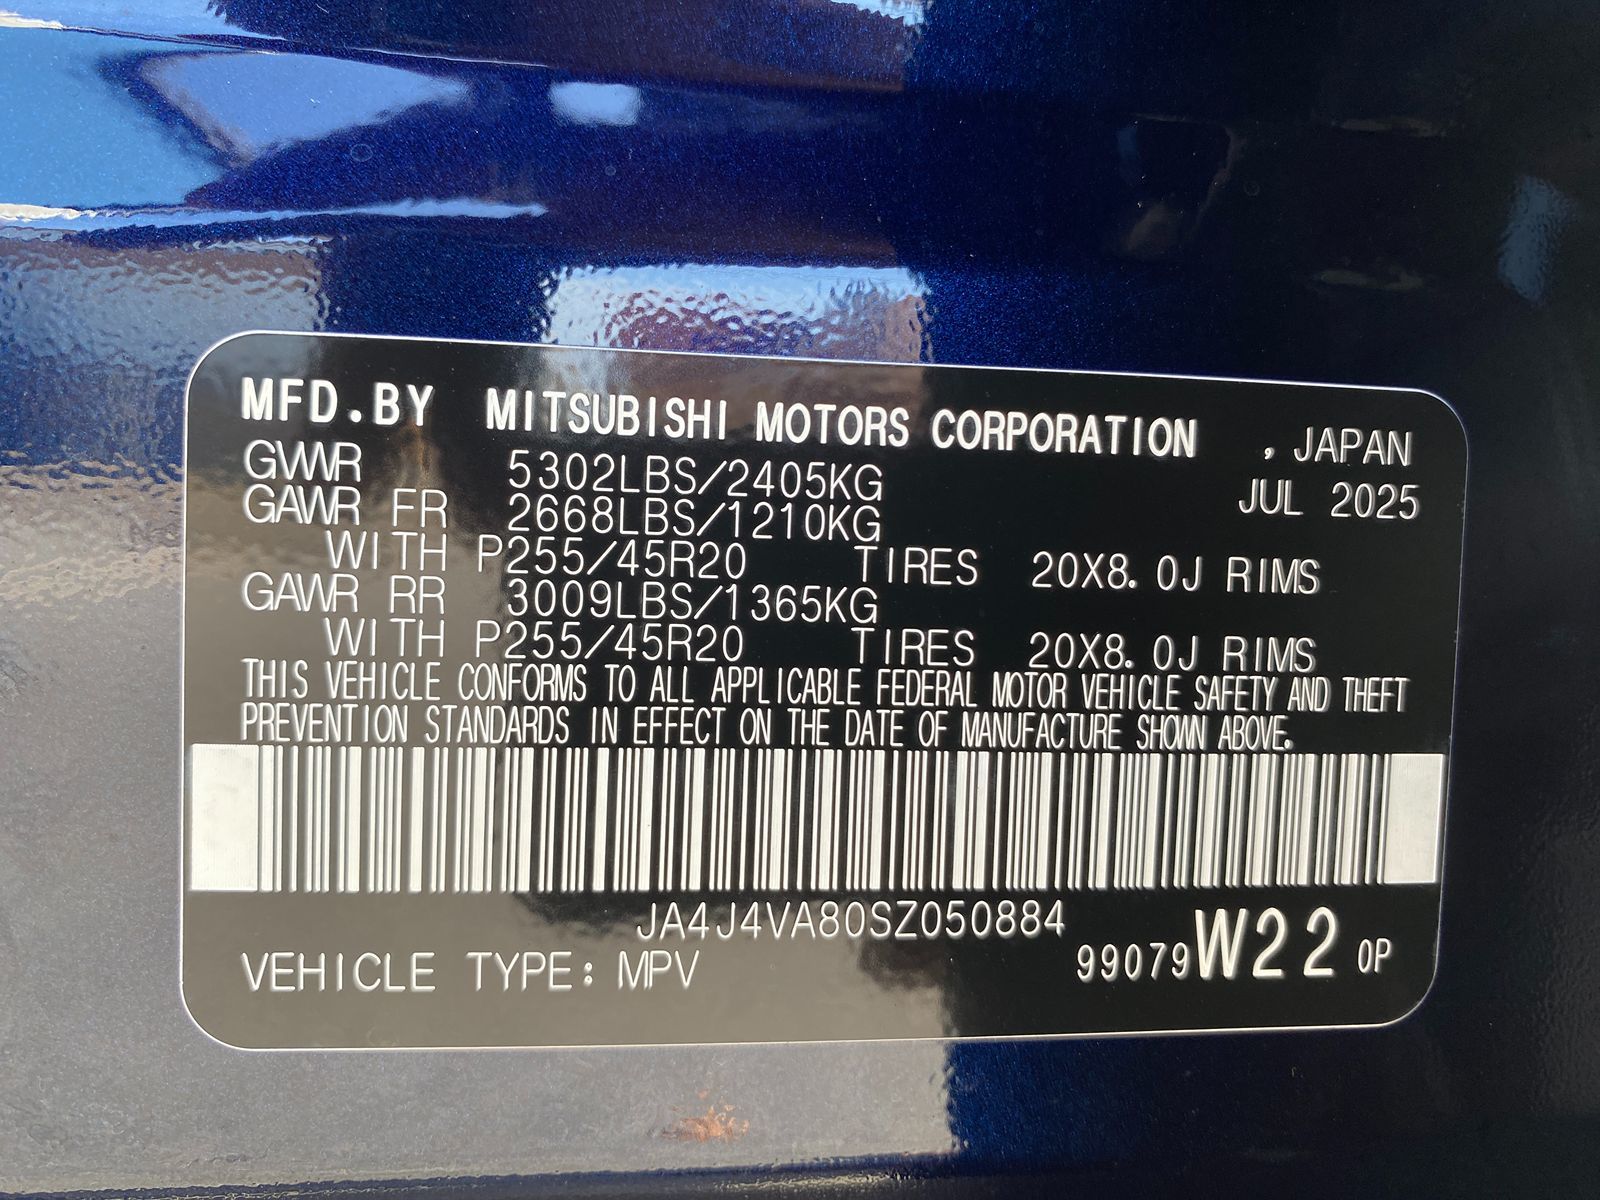 MFD.BY MITSUBISHI MOTORS CORPORATION , JAPAN
GVWR 5302LBS/2405KG JUL 2025
GAWR FR 2668LBS/1210KG
WITH P255/45R20 TIRES 20X8.0J RIMS
GAWR RR 3009LBS/1365KG
WITH P255/45R20 TIRES 20X8.0J RIMS
THIS VEHICLE CONFORMS TO ALL APPLICABLE FEDERAL MOTOR VEHICLE SAFETY AND THEFT
PREVENTION STANDARDS IN EFFECT ON THE DATE OF MANUFACTURE SHOWN ABOVE.
JA4J4VA80SZ050884
VEHICLE TYPE: MPV 99079W22 0P